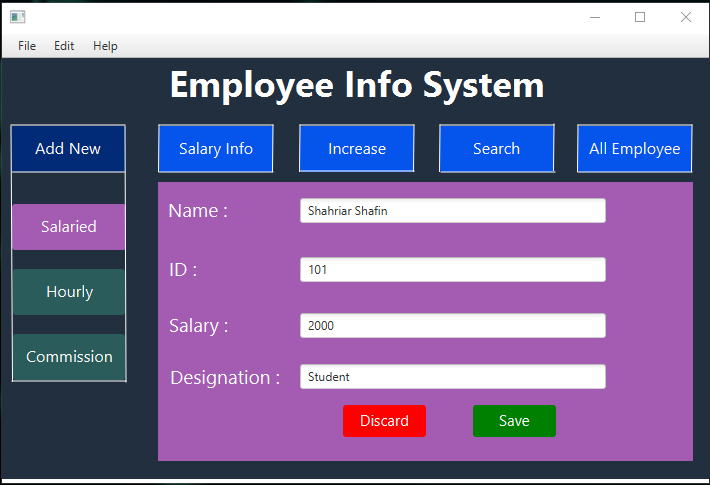 File Edit Help
Employee Info System
Add New Salary Info Increase Search All Employee
Salaried
Hourly
Commission
Name : Shahriar Shafin
ID : 101
Salary : 2000
Designation : Student
Discard Save